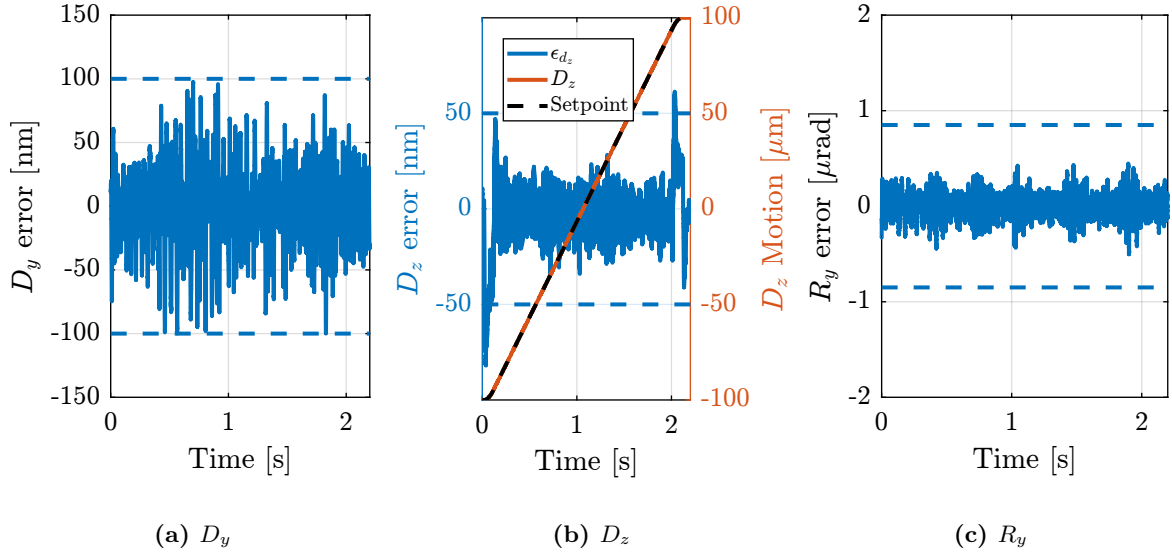 150
100
50
0
-50
-100
-150
D_y error [nm]
0 1 2
Time [s]
(a) D_y
50
0
-50
D_z error [nm]
ϵ_{d_z}
D_z
Setpoint
100
50
0
-50
-100
D_z Motion [μm]
0 1 2
Time [s]
(b) D_z
2
1
0
-1
-2
R_y error [μrad]
0 1 2
Time [s]
(c) R_y